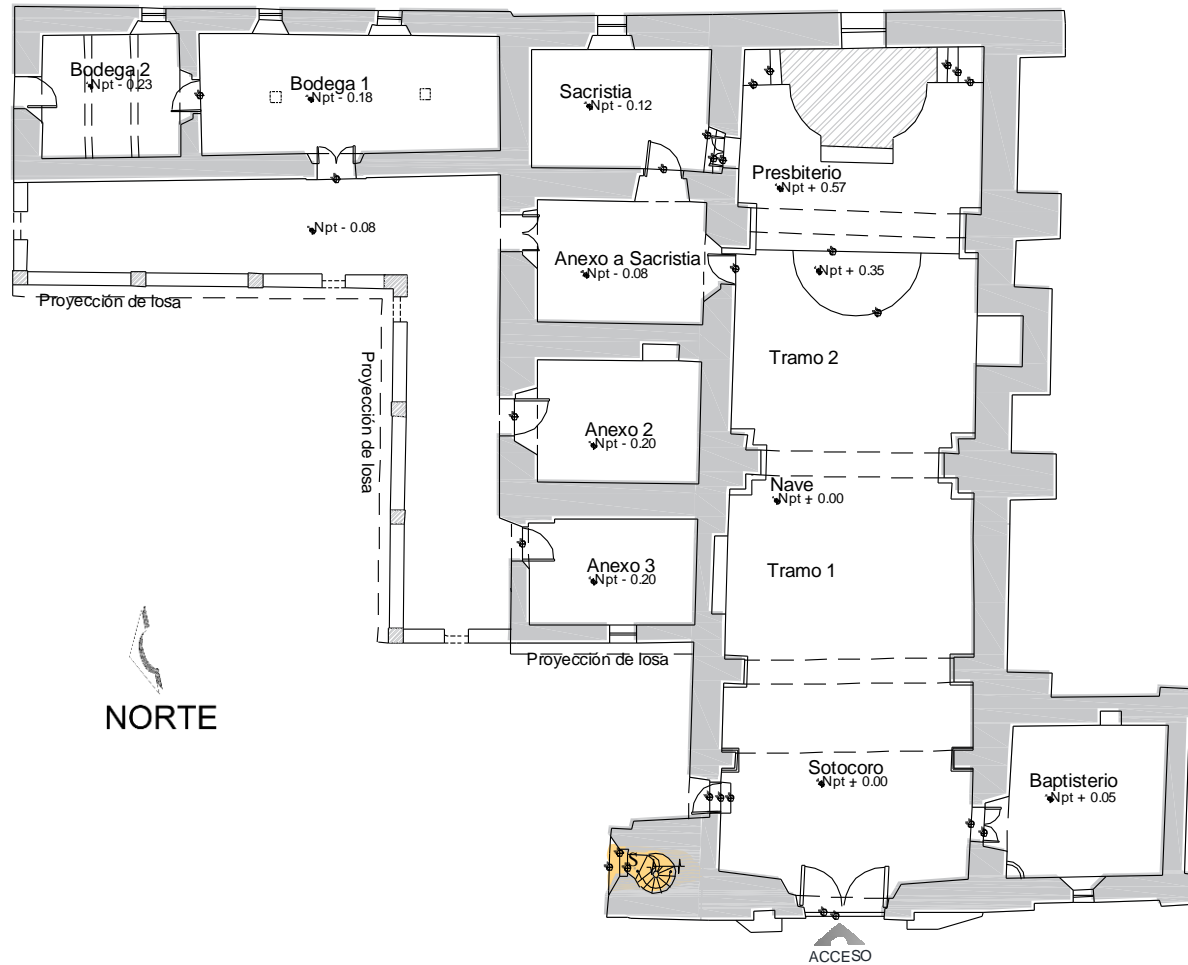 Bodega 2
Npt - 0.23
Bodega 1
Npt - 0.18
Sacristia
Npt - 0.12
Presbiterio
Npt + 0.57
Npt - 0.08
Anexo a Sacristia
Npt - 0.08
Npt + 0.35
Proyección de losa
Proyección de losa
Tramo 2
Anexo 2
Npt - 0.20
Nave
Npt + 0.00
Anexo 3
Npt - 0.20
Tramo 1
Proyección de losa
NORTE
Sotocoro
Npt + 0.00
Baptisterio
Npt + 0.05
S
ACCESO